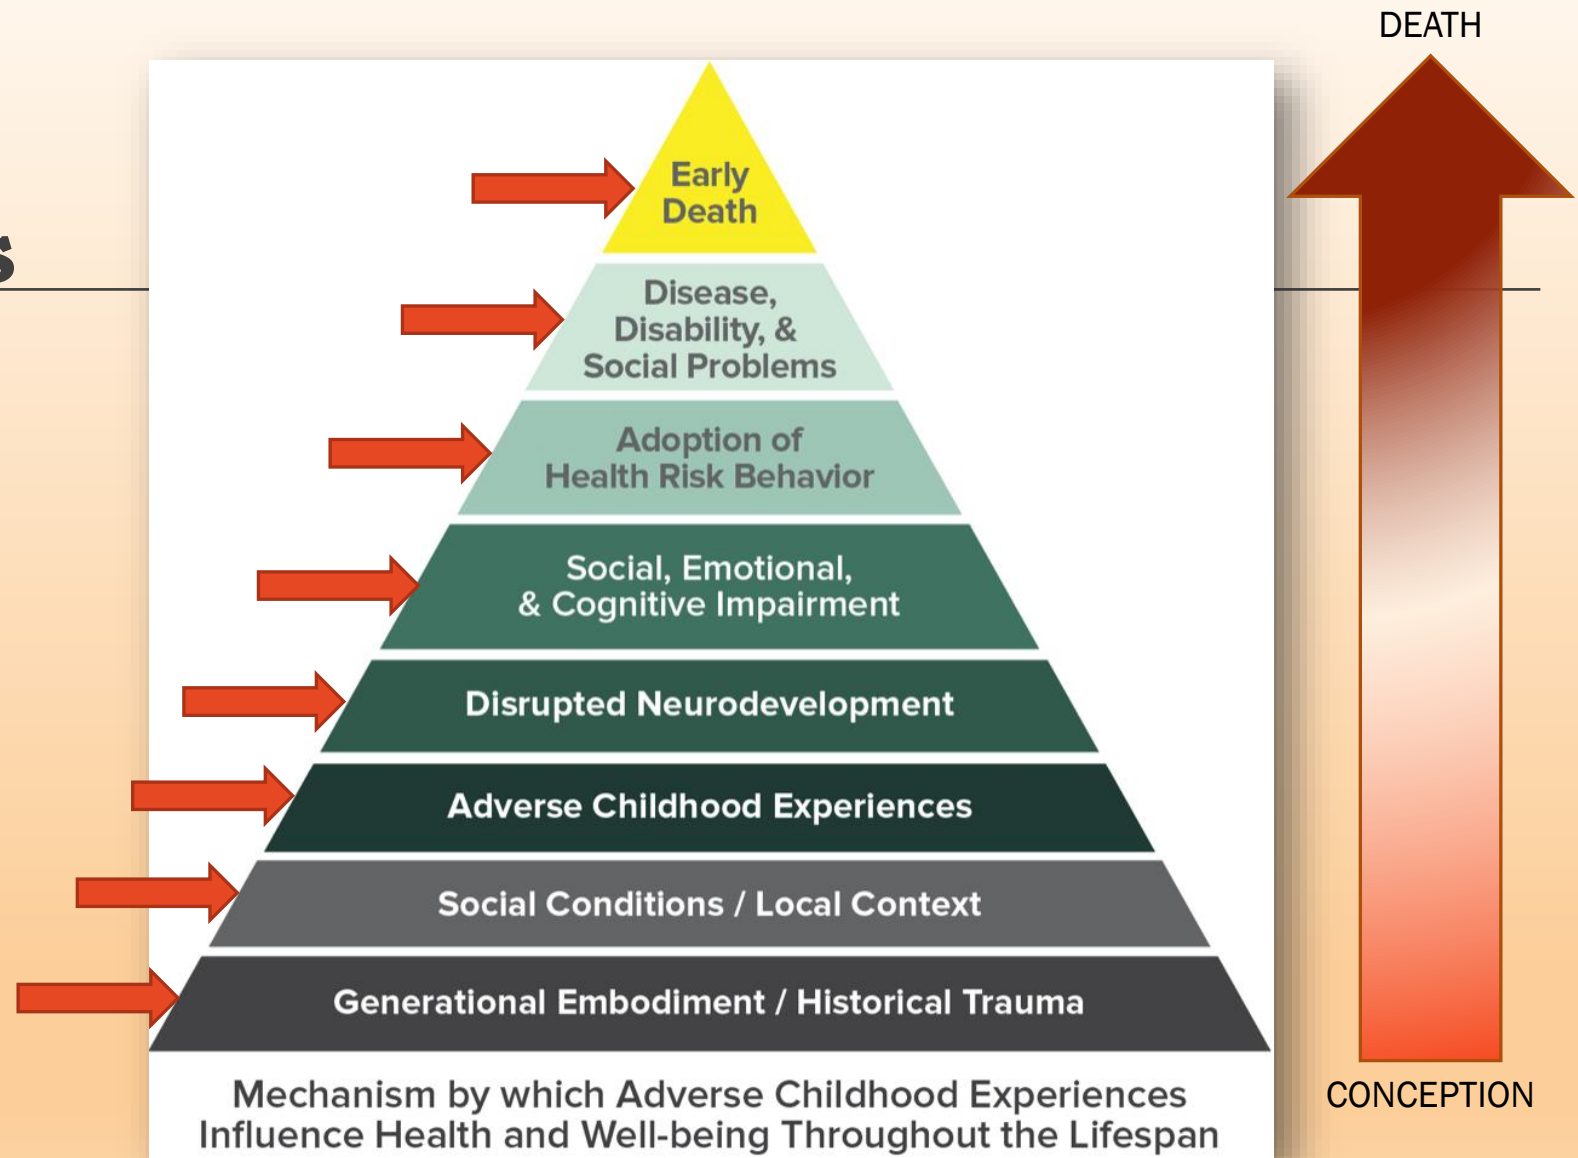 DEATH
Early
Death
s
Disease,
Disability, &
Social Problems
Adoption of
Health Risk Behavior
Social, Emotional,
& Cognitive Impairment
Disrupted Neurodevelopment
Adverse Childhood Experiences
Social Conditions / Local Context
Generational Embodiment / Historical Trauma
Mechanism by which Adverse Childhood Experiences
Influence Health and Well-being Throughout the Lifespan
CONCEPTION